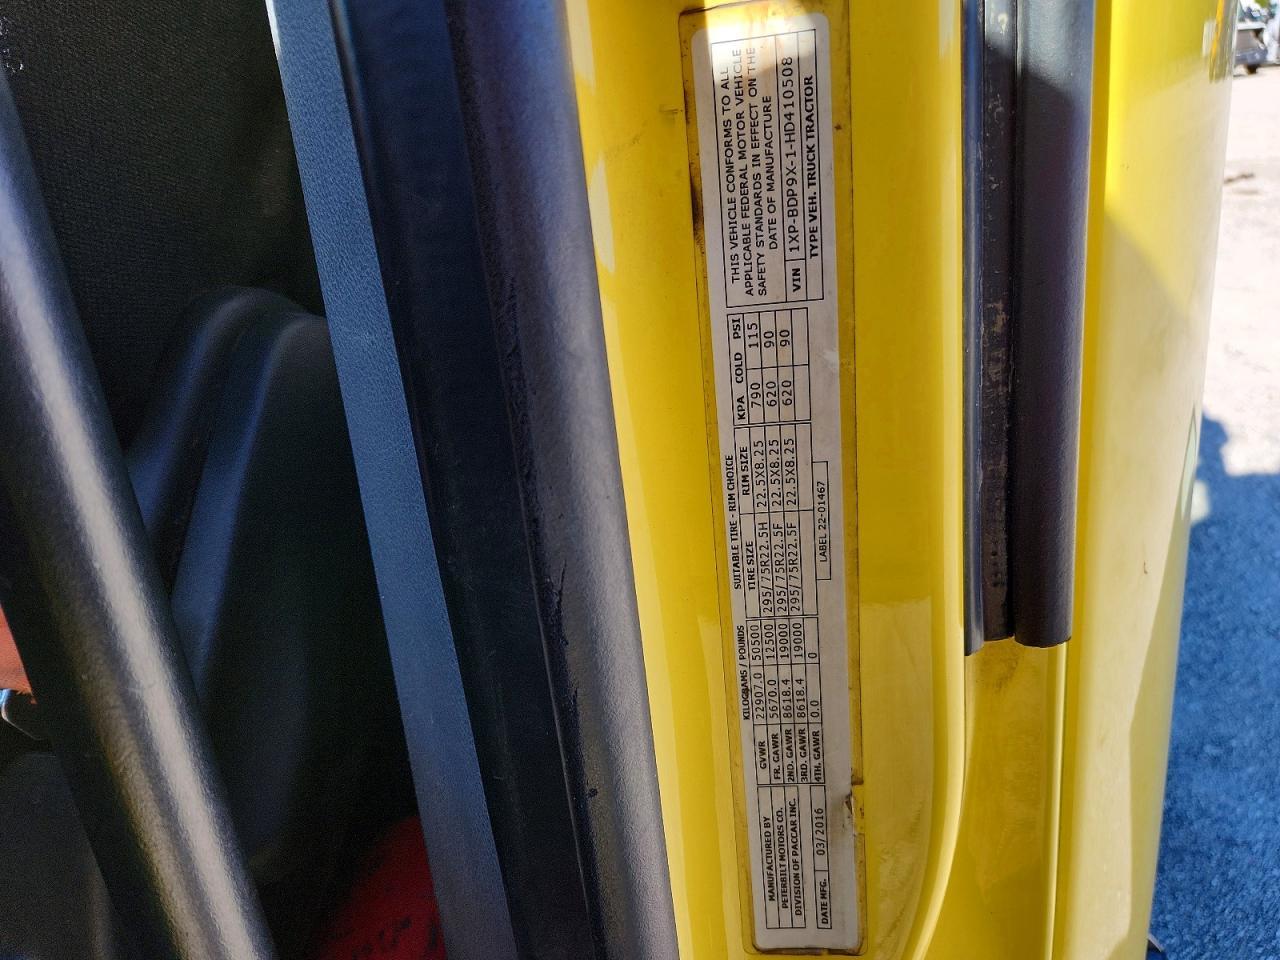 MANUFACTURED BY
PETERBILT MOTORS CO.
DIVISION OF PACCAR INC.
DATE MFG. 03/2016
KILOGRAMS / POUNDS
GVWR 22907.0 50500
FR. GAWR 5670.0 12500
2ND. GAWR 8618.4 19000
3RD. GAWR 8618.4 19000
4TH. GAWR 0.0 0
SUITABLE TIRE - RIM CHOICE
TIRE SIZE RIM SIZE
295/75R22.5H 22.5X8.25
295/75R22.5F 22.5X8.25
295/75R22.5F 22.5X8.25
LABEL 22-01467
KPA COLD PSI
790 115
620 90
620 90
THIS VEHICLE CONFORMS TO ALL
APPLICABLE FEDERAL MOTOR VEHICLE
SAFETY STANDARDS IN EFFECT ON THE
DATE OF MANUFACTURE
VIN 1XP-BDP9X-1-HD410508
TYPE VEH. TRUCK TRACTOR